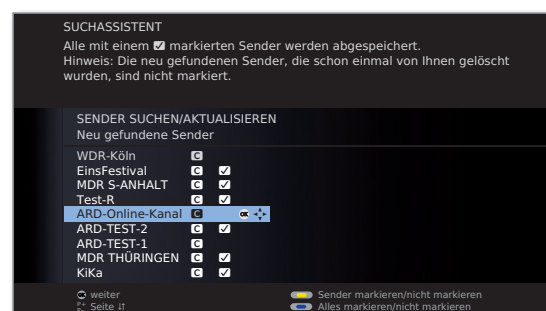 SUCHASSISTENT
Alle mit einem ✓ markierten Sender werden abgespeichert.
Hinweis: Die neu gefundenen Sender, die schon einmal von Ihnen gelöscht
wurden, sind nicht markiert.
SENDER SUCHEN/AKTUALISIEREN
Neu gefundene Sender
WDR-Köln C
EinsFestival C ✓
MDR S-ANHALT C ✓
Test-R C ✓
ARD-Online-Kanal C OK
ARD-TEST-2 C ✓
ARD-TEST-1 C
MDR THÜRINGEN C ✓
KiKa C ✓
OK weiter
Sender markieren/nicht markieren
P+ Seite ↓↑
Alles markieren/nicht markieren